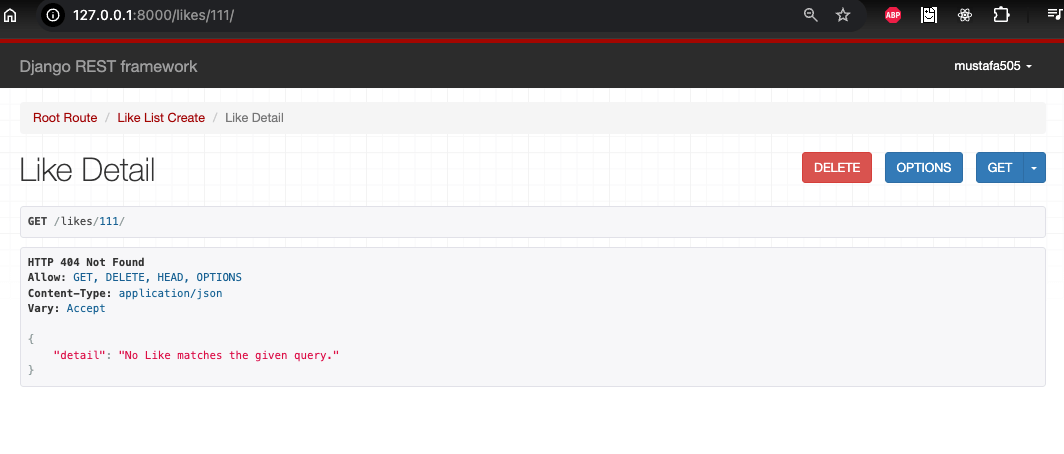 127.0.0.1:8000/likes/111/
ABP
Django REST framework
mustafa505
Root Route / Like List Create / Like Detail
Like Detail
DELETE
OPTIONS
GET
GET /likes/111/
HTTP 404 Not Found
Allow: GET, DELETE, HEAD, OPTIONS
Content-Type: application/json
Vary: Accept
{
"detail": "No Like matches the given query."
}